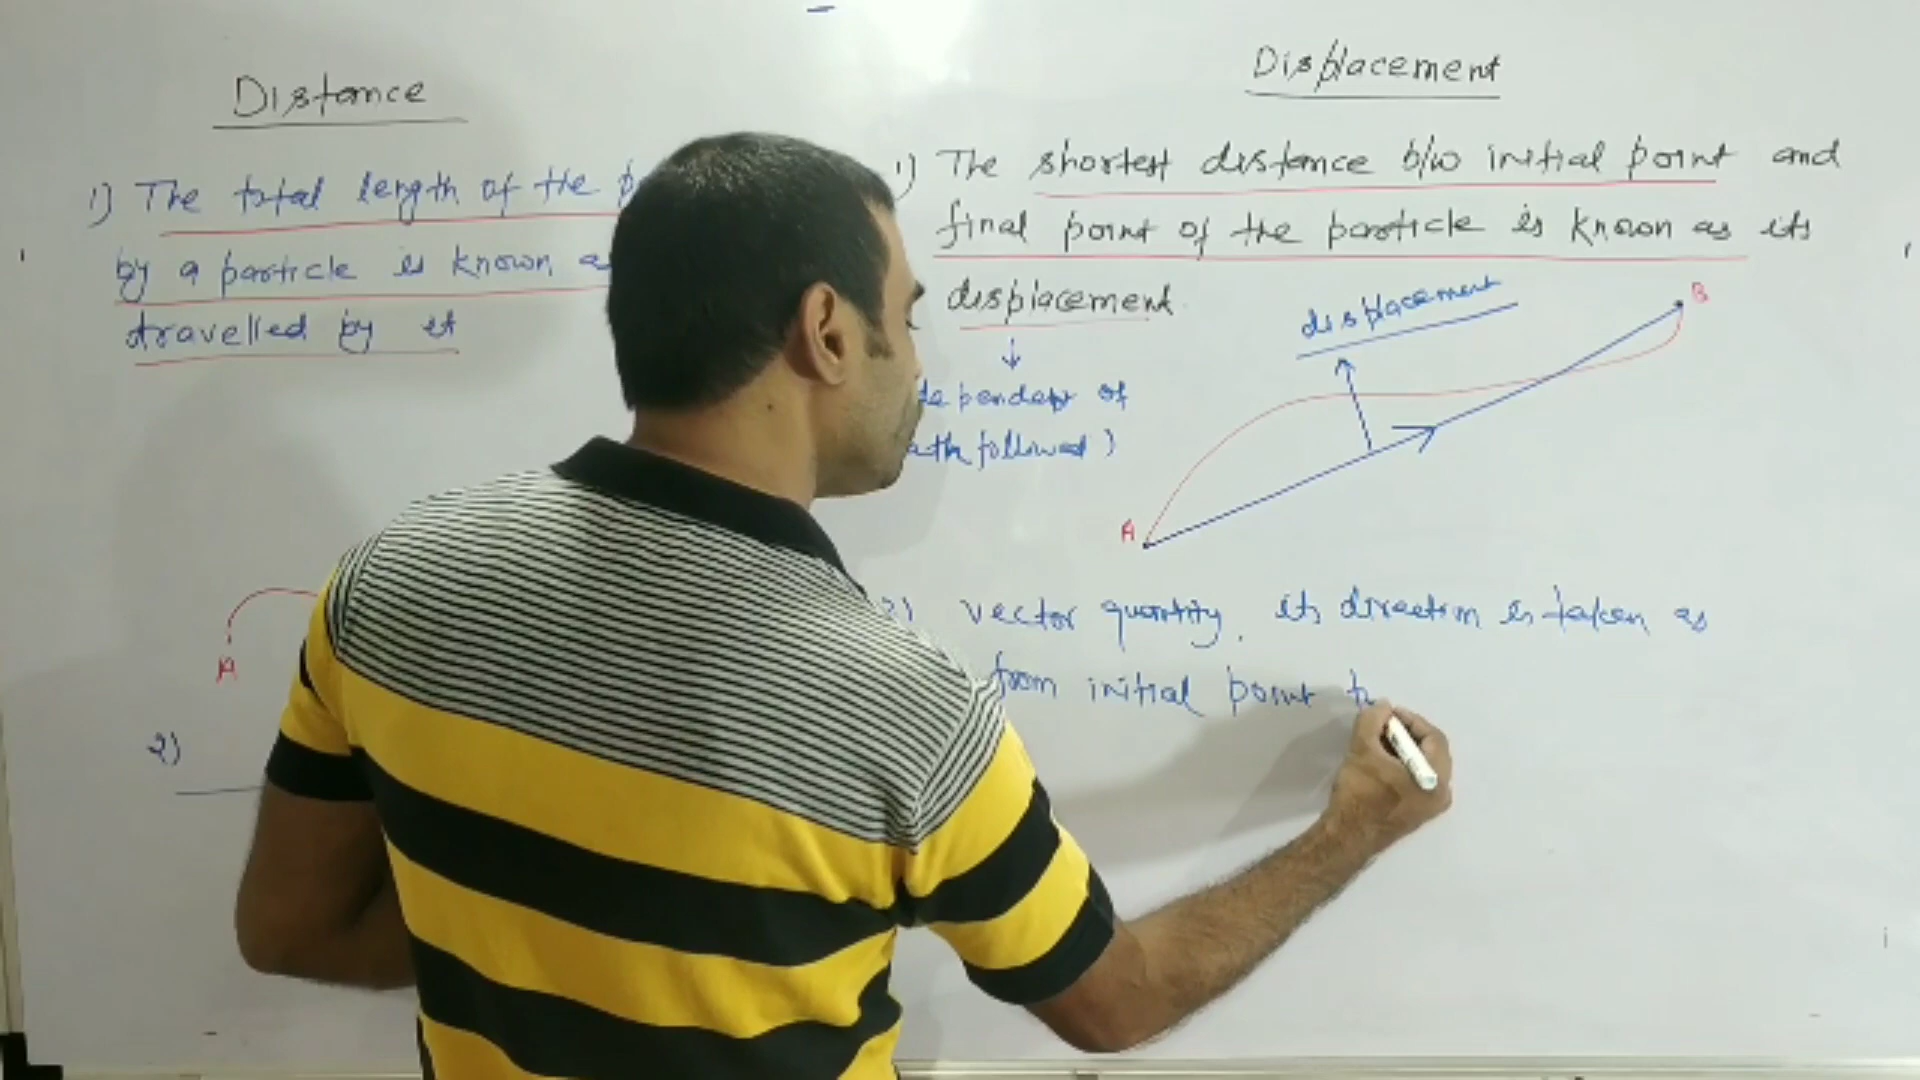 Distance
1) The total length of the
by a particle is known
travelled by it
A
2)
Displacement
1) The shortest distance b/w initial point and
final point of the particle is known as its
displacement
displacement
B
of
followed)
A
2) vector quantity, its direction is taken as
from initial point